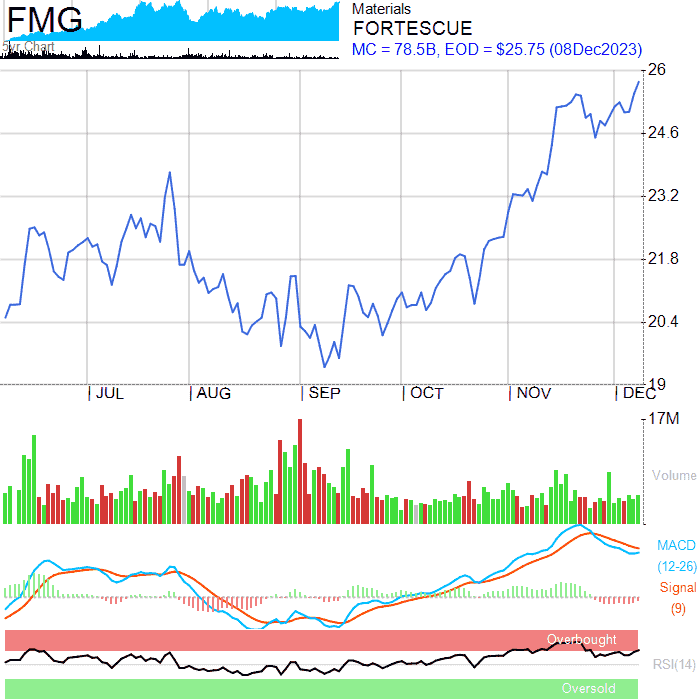 FMG
5yr Chart
Materials
FORTESCUE
MC = 78.5B, EOD = $25.75 (08Dec2023)
26
24.6
23.2
21.8
20.4
19
JUL AUG SEP OCT NOV DEC
17M
Volume
MACD
(12-26)
Signal
(9)
Overbought
RSI(14)
Oversold